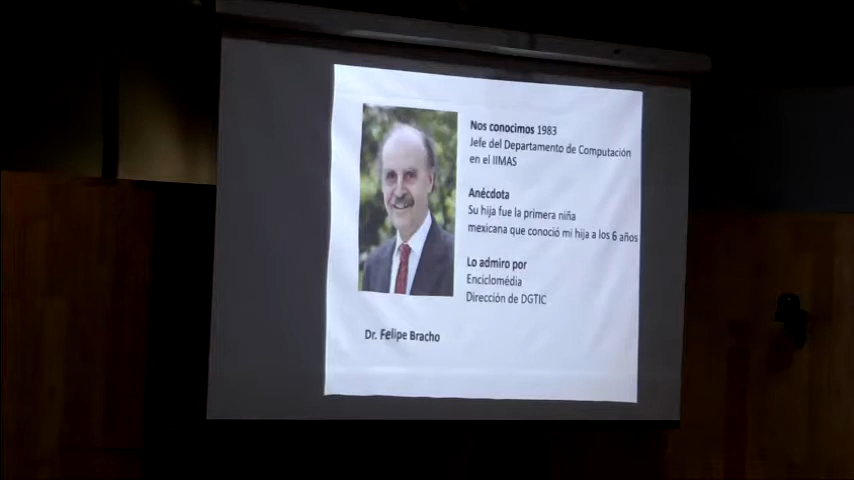 Nos conocimos 1983
Jefe del Departamento de Computación
en el IIMAS
Anécdota
Su hija fue la primera niña
mexicana que conoció mi hija a los 6 años
Lo admiro por
Enciclomédia
Dirección de DGTIC
Dr. Felipe Bracho